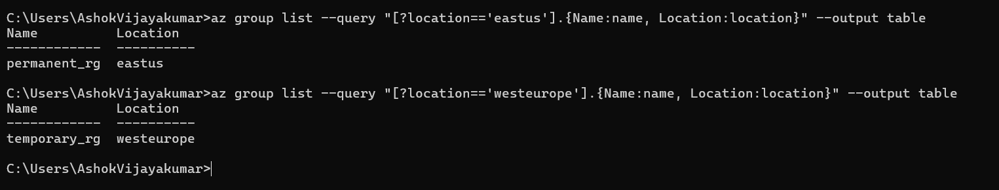 C:\Users\AshokVijayakumar>az group list --query "[?location=='eastus'].{Name:name, Location:location}" --output table
Name          Location
------------  ----------
permanent_rg  eastus
C:\Users\AshokVijayakumar>az group list --query "[?location=='westeurope'].{Name:name, Location:location}" --output table
Name          Location
------------  ----------
temporary_rg  westeurope
C:\Users\AshokVijayakumar>